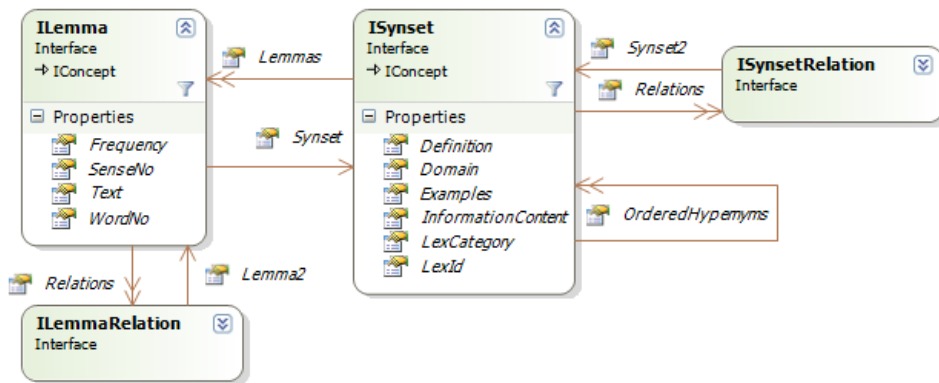 ILemma
Interface
IConcept
Properties
Frequency
SenseNo
Text
WordNo
Lemmas
Synset
ISynset
Interface
IConcept
Properties
Definition
Domain
Examples
InformationContent
LexCategory
LexId
Synset2
Relations
ISynsetRelation
Interface
OrderedHypernyms
Relations
Lemma2
ILemmaRelation
Interface